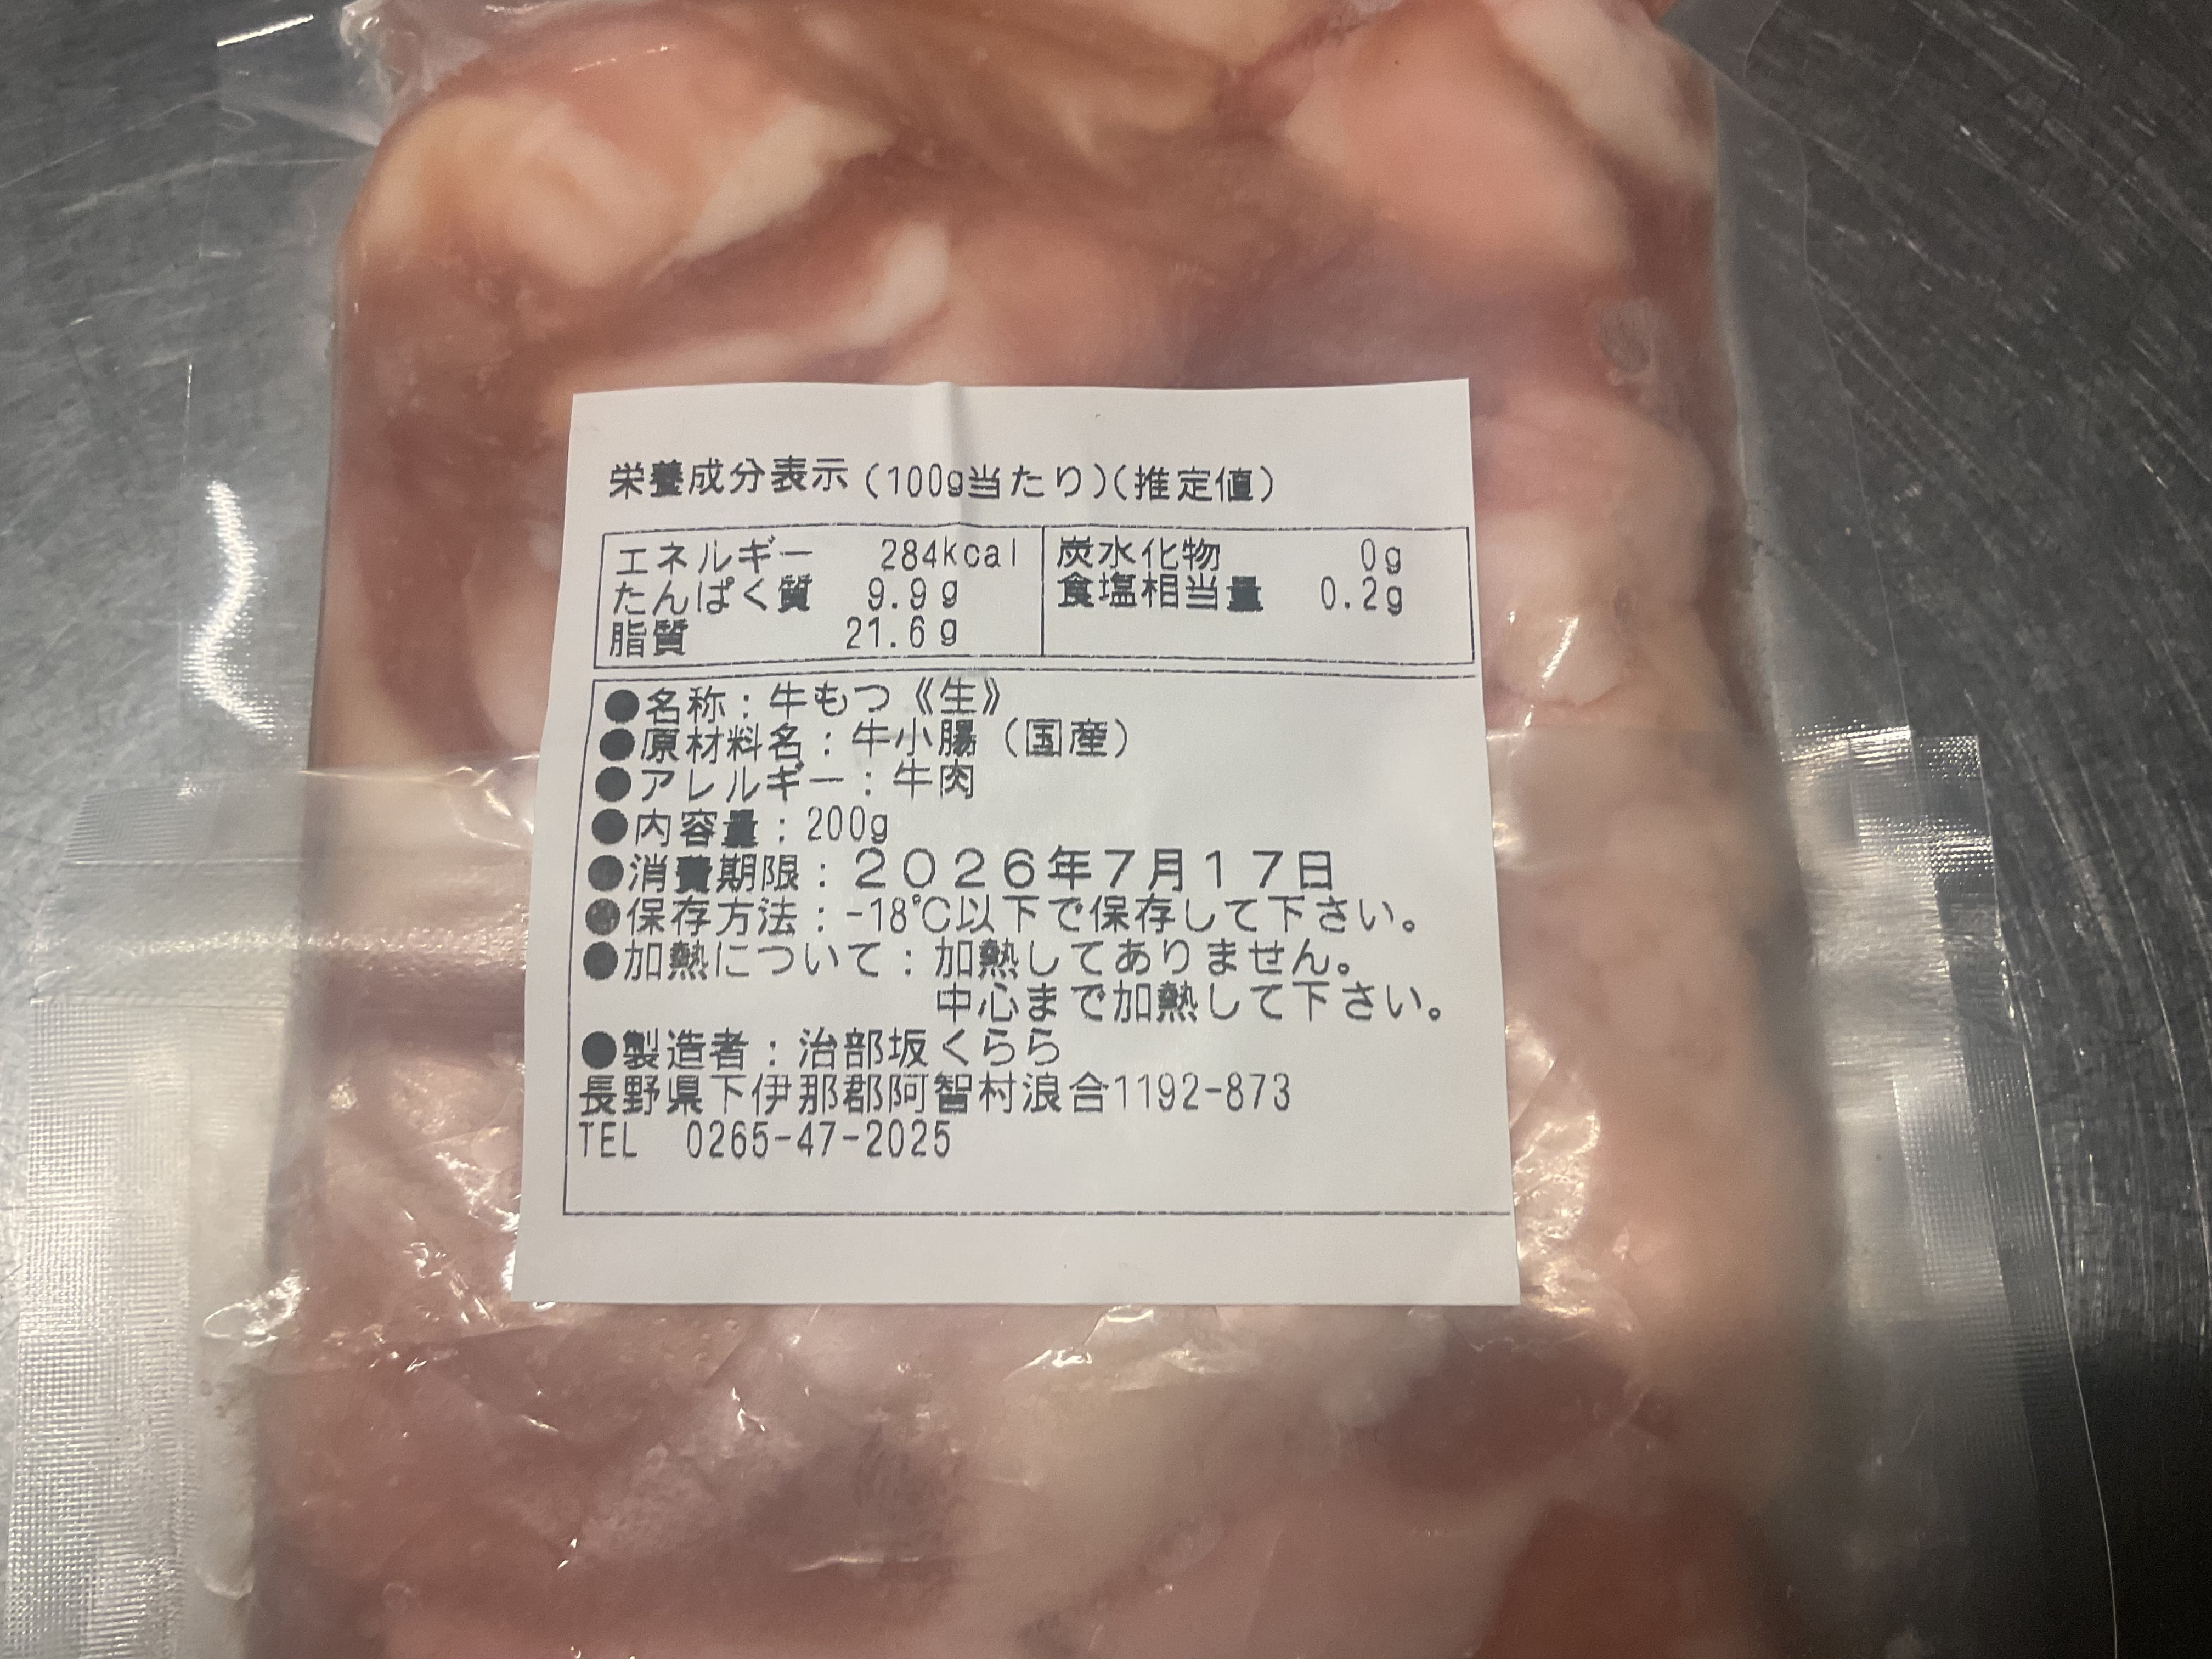 栄養成分表示(100g当たり)(推定値)
エネルギー 284kcal 炭水化物 0g
たんぱく質 9.9g 食塩相当量 0.2g
脂質 21.6g
●名称：牛もつ《生》
●原材料名：牛小腸（国産）
●アレルギー：牛肉
●内容量：200g
●消費期限：２０２６年７月１７日
●保存方法：-18℃以下で保存して下さい。
●加熱について：加熱してありません。
中心まで加熱して下さい。
●製造者：治部坂くらら
長野県下伊那郡阿智村浪合1192-873
TEL 0265-47-2025